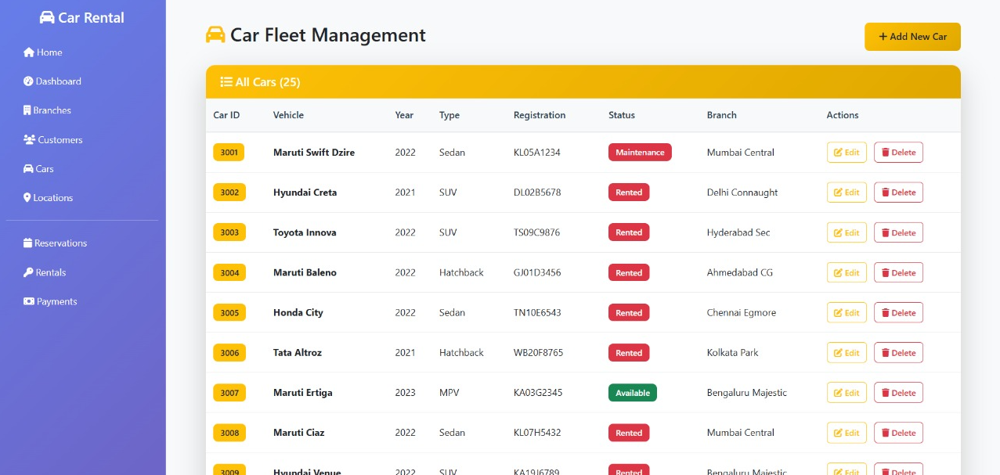 Car Rental
Home
Dashboard
Branches
Customers
Cars
Locations
Reservations
Rentals
Payments
Car Fleet Management
+ Add New Car
All Cars (25)
Car ID Vehicle Year Type Registration Status Branch Actions
3001 Maruti Swift Dzire 2022 Sedan KL05A1234 Maintenance Mumbai Central Edit Delete
3002 Hyundai Creta 2021 SUV DL02B5678 Rented Delhi Connaught Edit Delete
3003 Toyota Innova 2022 SUV TS09C9876 Rented Hyderabad Sec Edit Delete
3004 Maruti Baleno 2022 Hatchback GJ01D3456 Rented Ahmedabad CG Edit Delete
3005 Honda City 2022 Sedan TN10E6543 Rented Chennai Egmore Edit Delete
3006 Tata Altroz 2021 Hatchback WB20F8765 Rented Kolkata Park Edit Delete
3007 Maruti Ertiga 2023 MPV KA03G2345 Available Bengaluru Majestic Edit Delete
3008 Maruti Ciaz 2022 Sedan KL07H5432 Rented Mumbai Central Edit Delete
3009 Hyundai Venue 2022 SUV KA19J6789 Rented Bengaluru Majestic Edit Delete